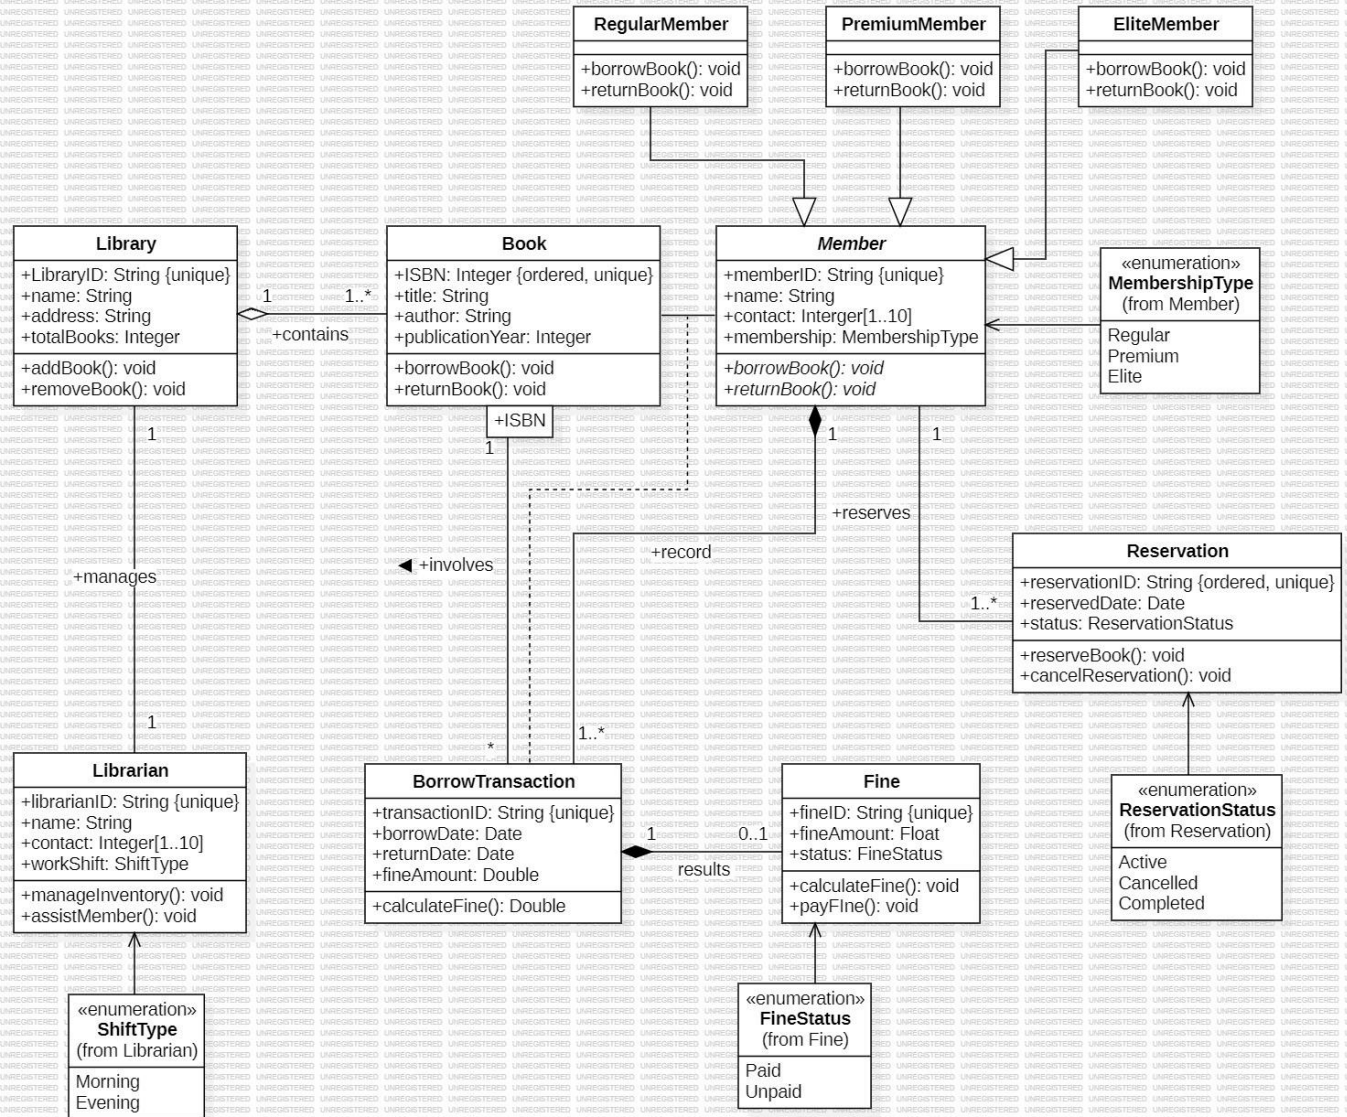 RegularMember
+borrowBook(): void
+returnBook(): void
PremiumMember
+borrowBook(): void
+returnBook(): void
EliteMember
+borrowBook(): void
+returnBook(): void
Library
+LibraryID: String {unique}
+name: String
+address: String
+totalBooks: Integer
+addBook(): void
+removeBook(): void
1
1..*
+contains
Book
+ISBN: Integer {ordered, unique}
+title: String
+author: String
+publicationYear: Integer
+borrowBook(): void
+returnBook(): void
+ISBN
Member
+memberID: String {unique}
+name: String
+contact: Interger[1..10]
+membership: MembershipType
+borrowBook(): void
+returnBook(): void
«enumeration»
MembershipType
(from Member)
Regular
Premium
Elite
1
1
1
1
+reserves
+record
+involves
+manages
1..*
1
*
1..*
Reservation
+reservationID: String {ordered, unique}
+reservedDate: Date
+status: ReservationStatus
+reserveBook(): void
+cancelReservation(): void
Librarian
+librarianID: String {unique}
+name: String
+contact: Integer[1..10]
+workShift: ShiftType
+manageInventory(): void
+assistMember(): void
BorrowTransaction
+transactionID: String {unique}
+borrowDate: Date
+returnDate: Date
+fineAmount: Double
+calculateFine(): Double
1
0..1
results
Fine
+fineID: String {unique}
+fineAmount: Float
+status: FineStatus
+calculateFine(): void
+payFIne(): void
«enumeration»
ReservationStatus
(from Reservation)
Active
Cancelled
Completed
«enumeration»
ShiftType
(from Librarian)
Morning
Evening
«enumeration»
FineStatus
(from Fine)
Paid
Unpaid
UNREGISTERED